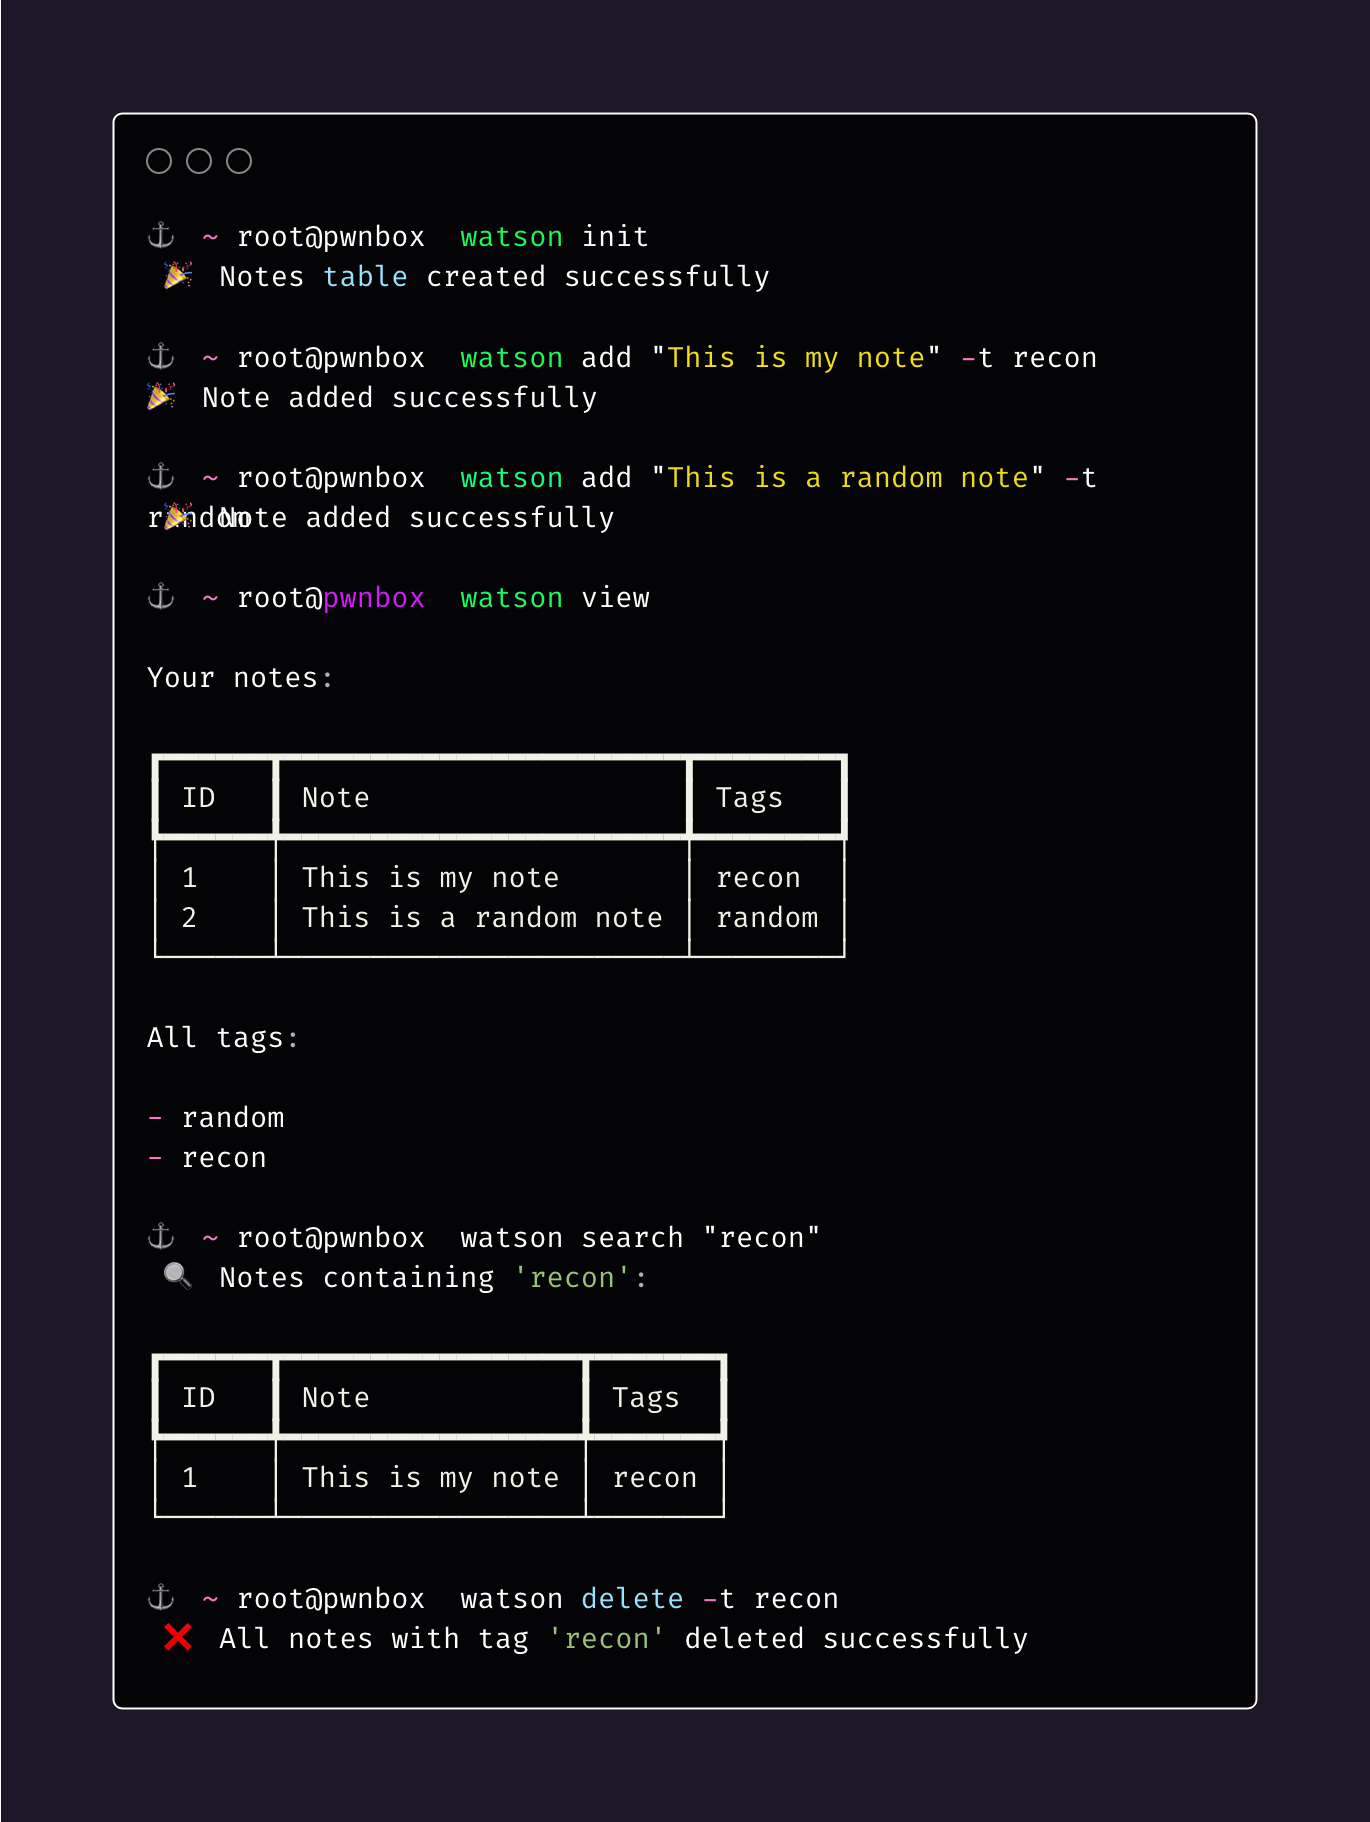 ⚓ ~ root@pwnbox  watson init
🎉 Notes table created successfully
⚓ ~ root@pwnbox  watson add "This is my note" -t recon
🎉 Note added successfully
⚓ ~ root@pwnbox  watson add "This is a random note" -t
random
🎉 Note added successfully
⚓ ~ root@pwnbox  watson view
Your notes:
ID Note Tags
1 This is my note recon
2 This is a random note random
All tags:
- random
- recon
⚓ ~ root@pwnbox  watson search "recon"
🔍 Notes containing 'recon':
ID Note Tags
1 This is my note recon
⚓ ~ root@pwnbox  watson delete -t recon
❌ All notes with tag 'recon' deleted successfully